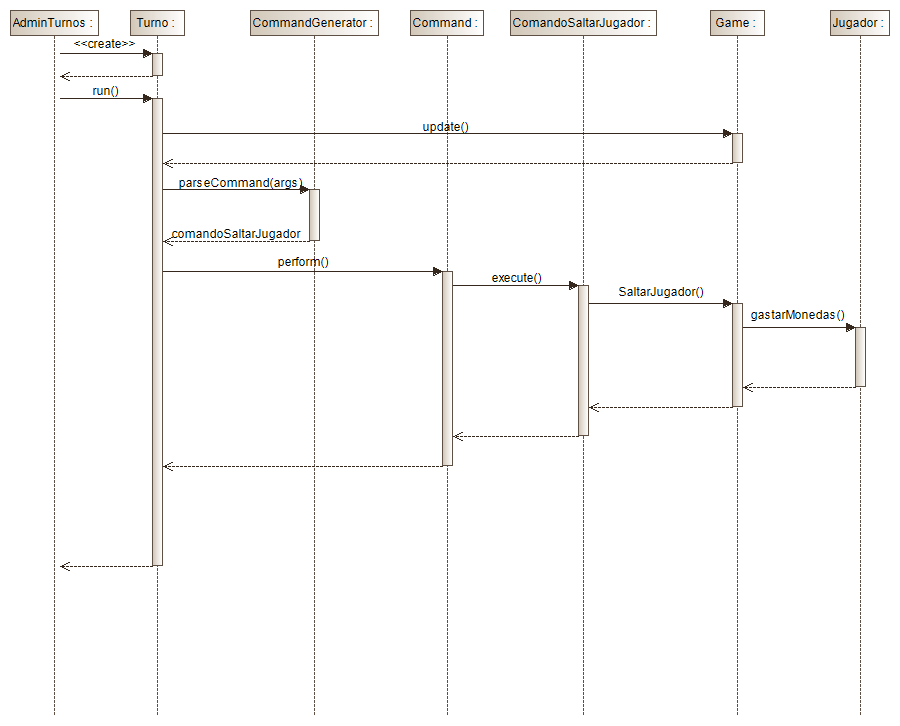 AdminTurnos :
Turno :
CommandGenerator :
Command :
ComandoSaltarJugador :
Game :
Jugador :
<<create>>
run()
update()
parseCommand(args)
comandoSaltarJugador
perform()
execute()
SaltarJugador()
gastarMonedas()